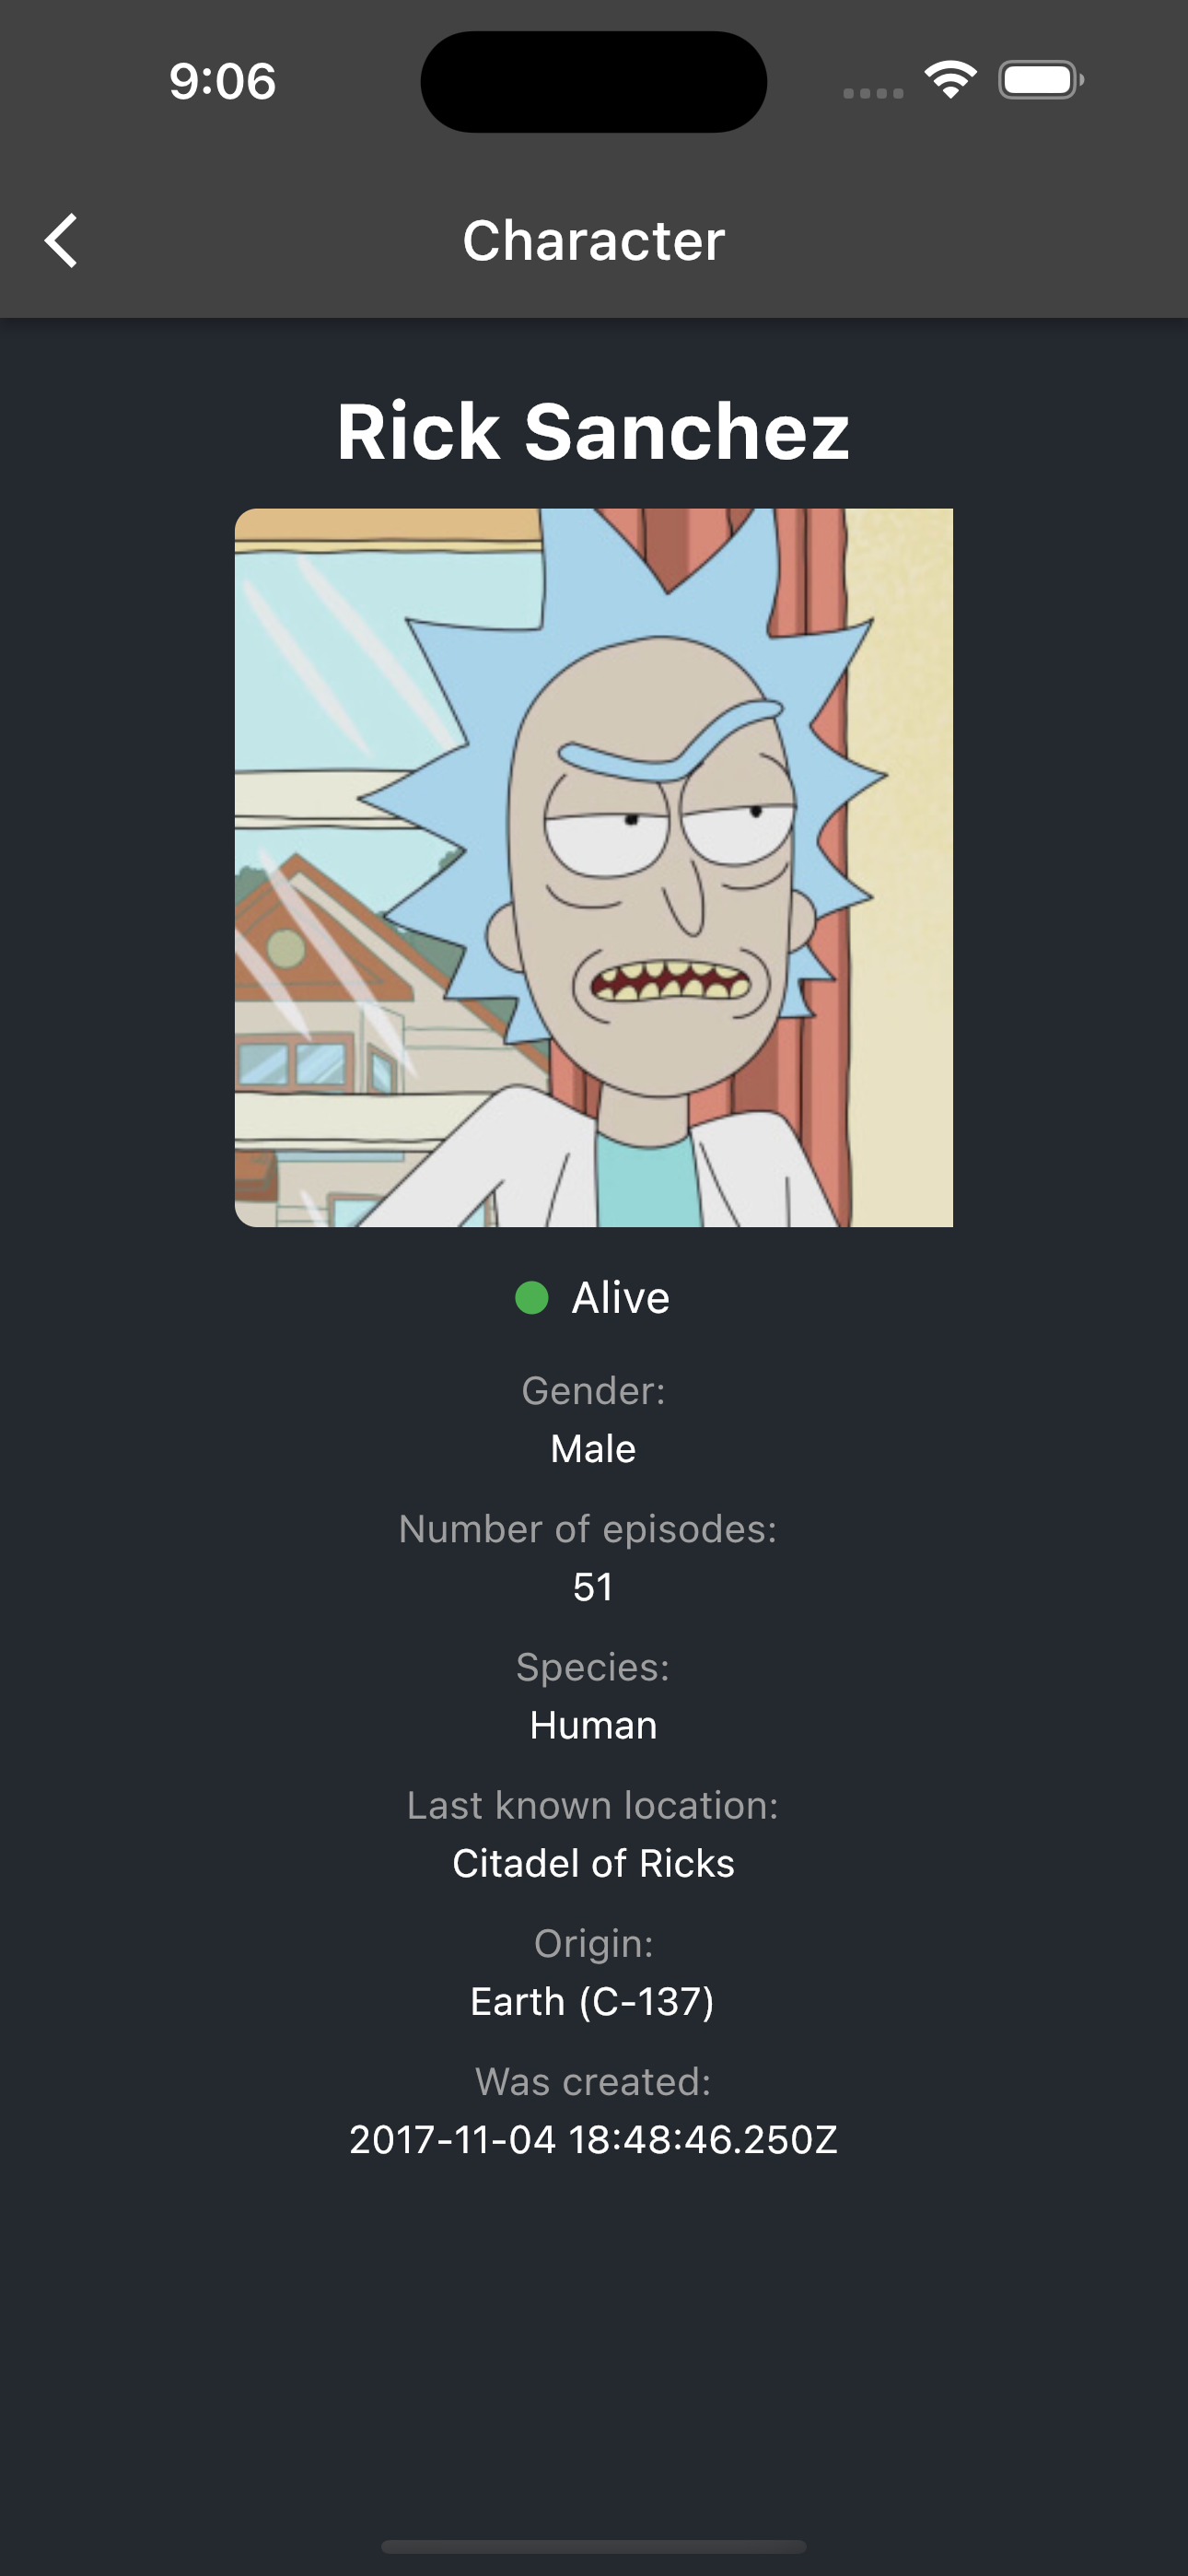 9:06
Character
Rick Sanchez
Alive
Gender:
Male
Number of episodes:
51
Species:
Human
Last known location:
Citadel of Ricks
Origin:
Earth (C-137)
Was created:
2017-11-04 18:48:46.250Z